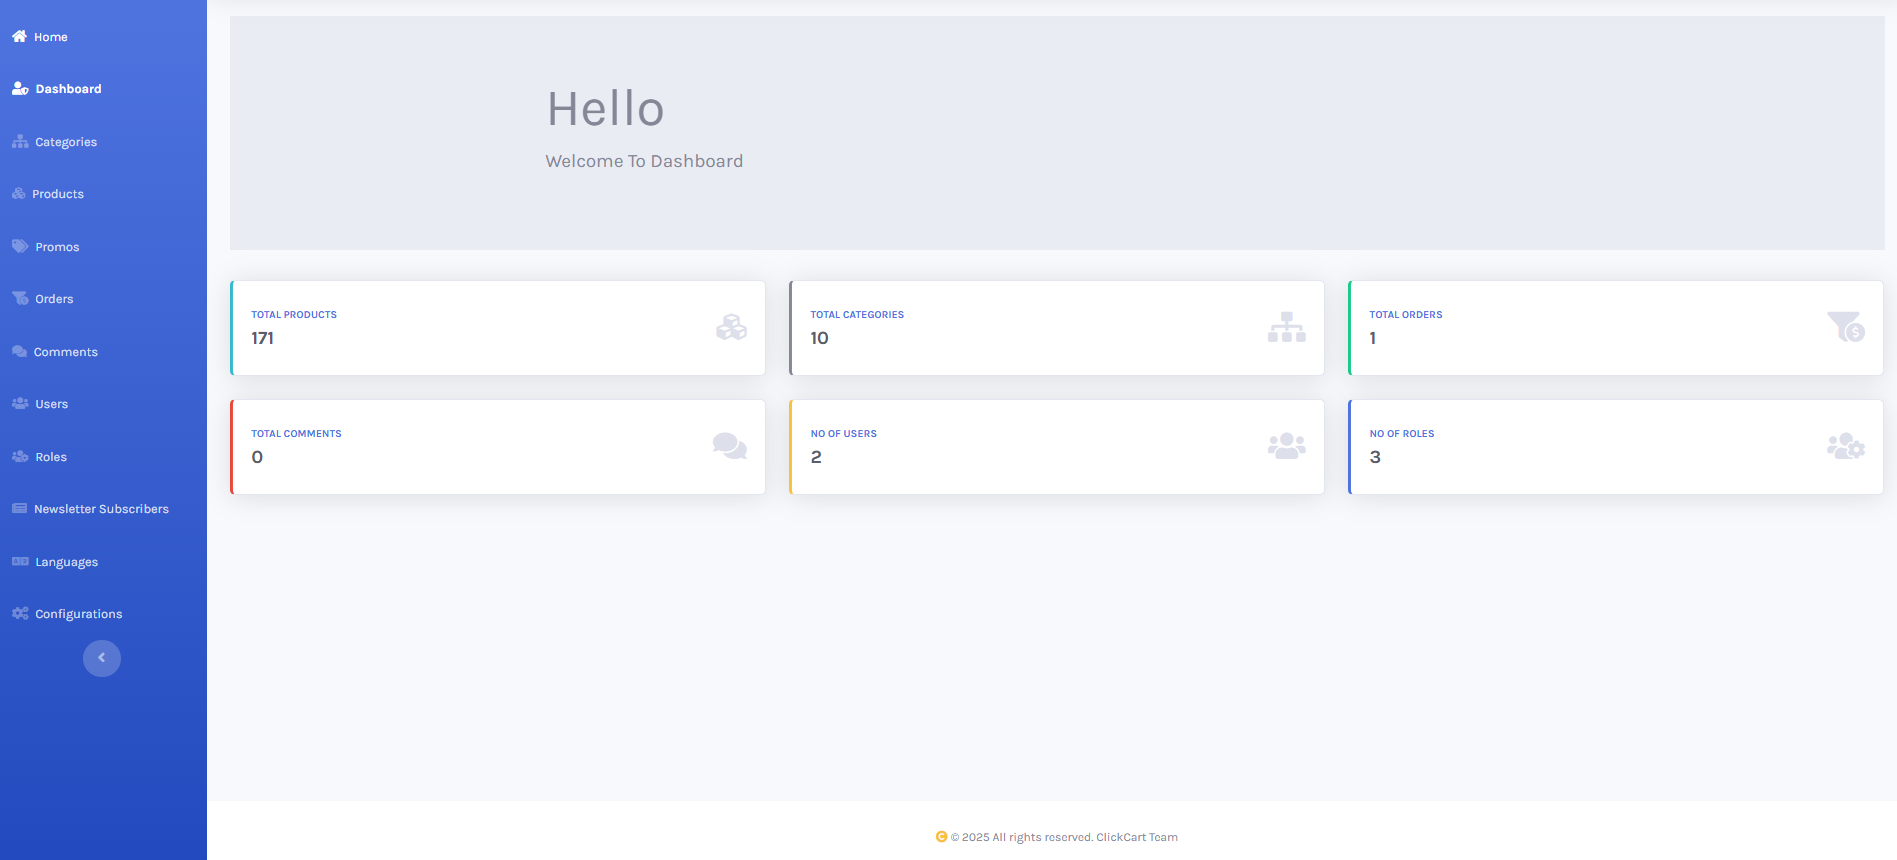 Home
Dashboard
Categories
Products
Promos
Orders
Comments
Users
Roles
Newsletter Subscribers
Languages
Configurations
Hello
Welcome To Dashboard
TOTAL PRODUCTS
171
TOTAL CATEGORIES
10
TOTAL ORDERS
1
TOTAL COMMENTS
0
NO OF USERS
2
NO OF ROLES
3
© 2025 All rights reserved. ClickCart Team